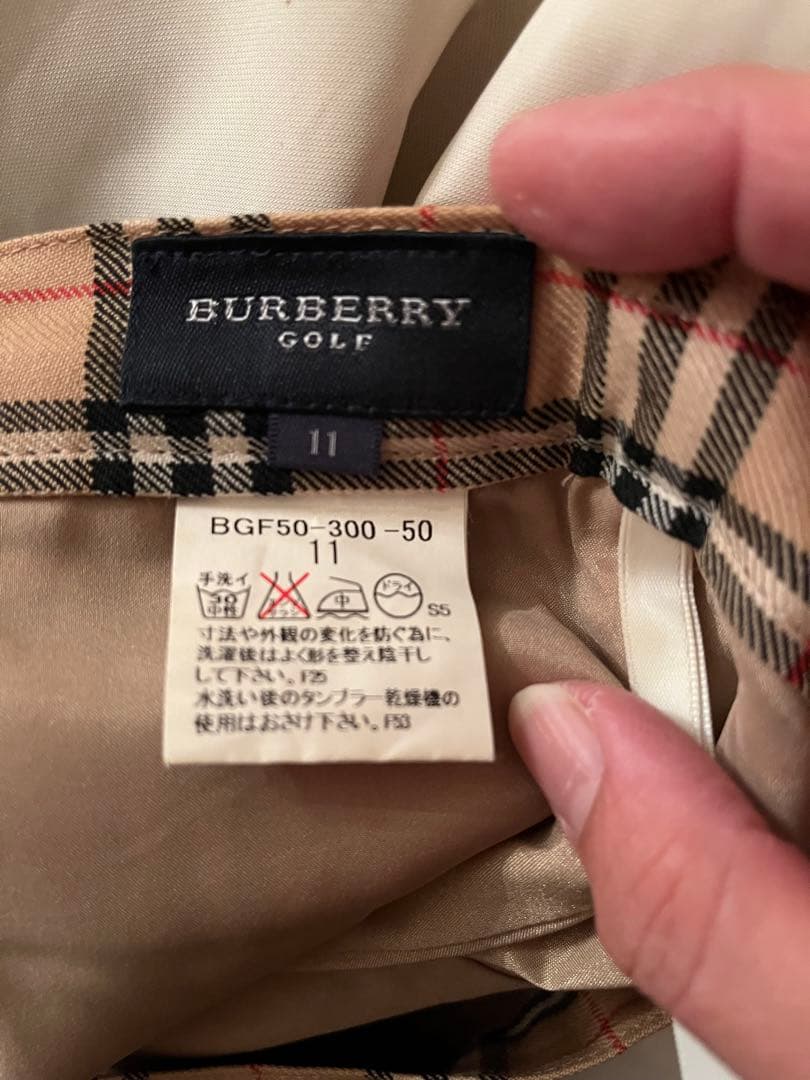 BURBERRY
GOLF
11
BGF50-300-50
11
手洗イ
30
中性
中
ドライ
S5
寸法や外観の変化を防ぐ為に、
洗濯後はよく形を整え陰干し
して下さい。F25
水洗い後のタンブラー乾燥機の
使用はおさけ下さい。F53